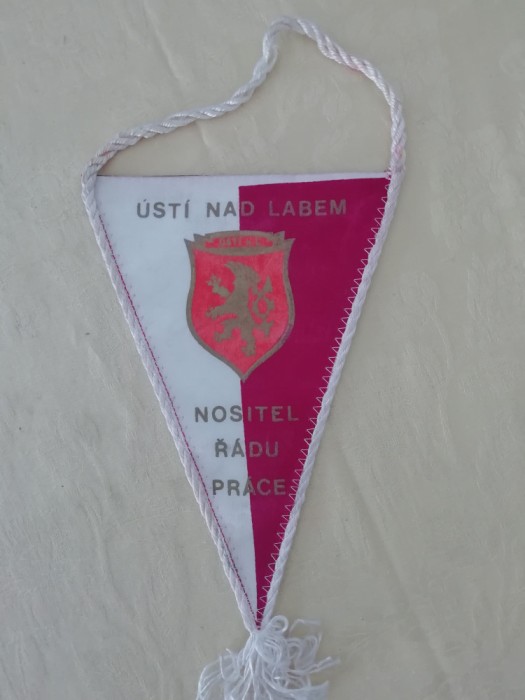 ÚSTÍ NAD LABEM
NOSITEL
ŘÁDU
PRÁCE